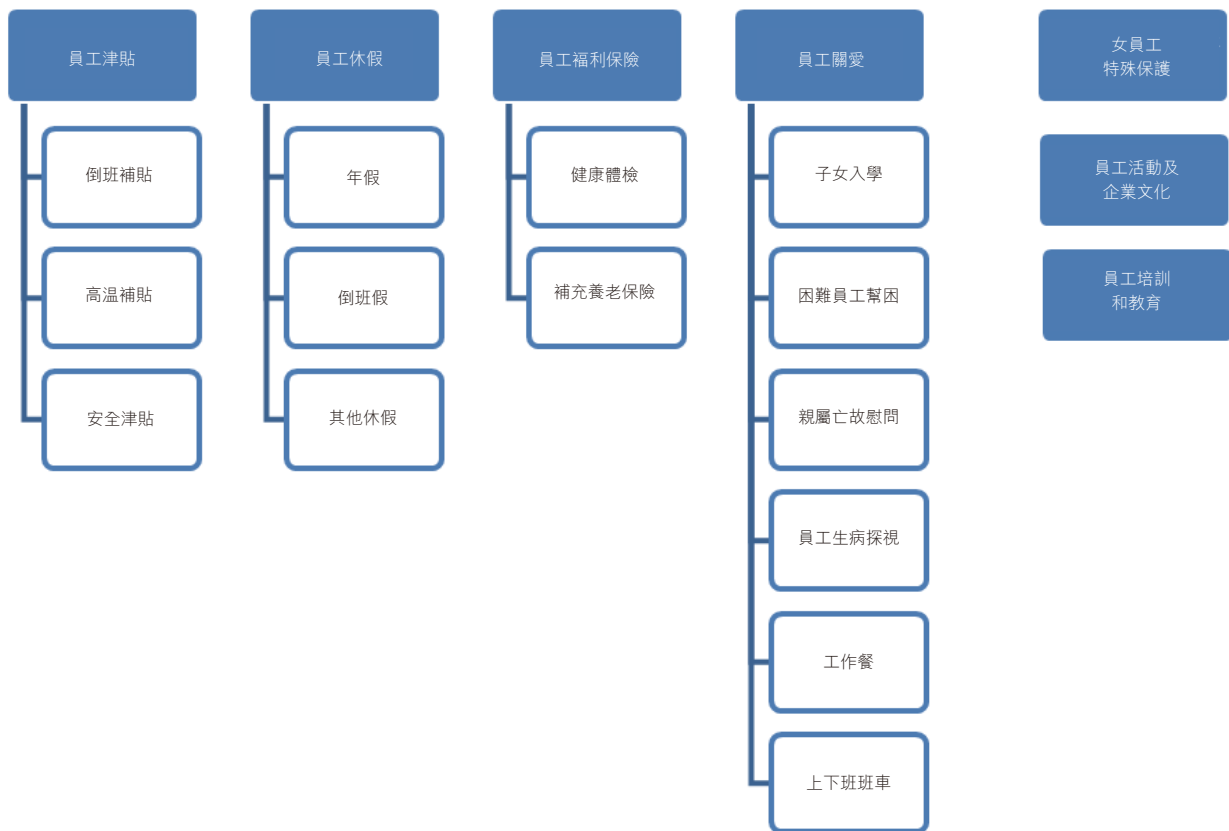 員工津貼
倒班補貼
高温補貼
安全津貼
員工休假
年假
倒班假
其他休假
員工福利保險
健康體檢
補充養老保險
員工關愛
子女入學
困難員工幫困
親屬亡故慰問
員工生病探視
工作餐
上下班班車
女員工
特殊保護
員工活動及
企業文化
員工培訓
和教育